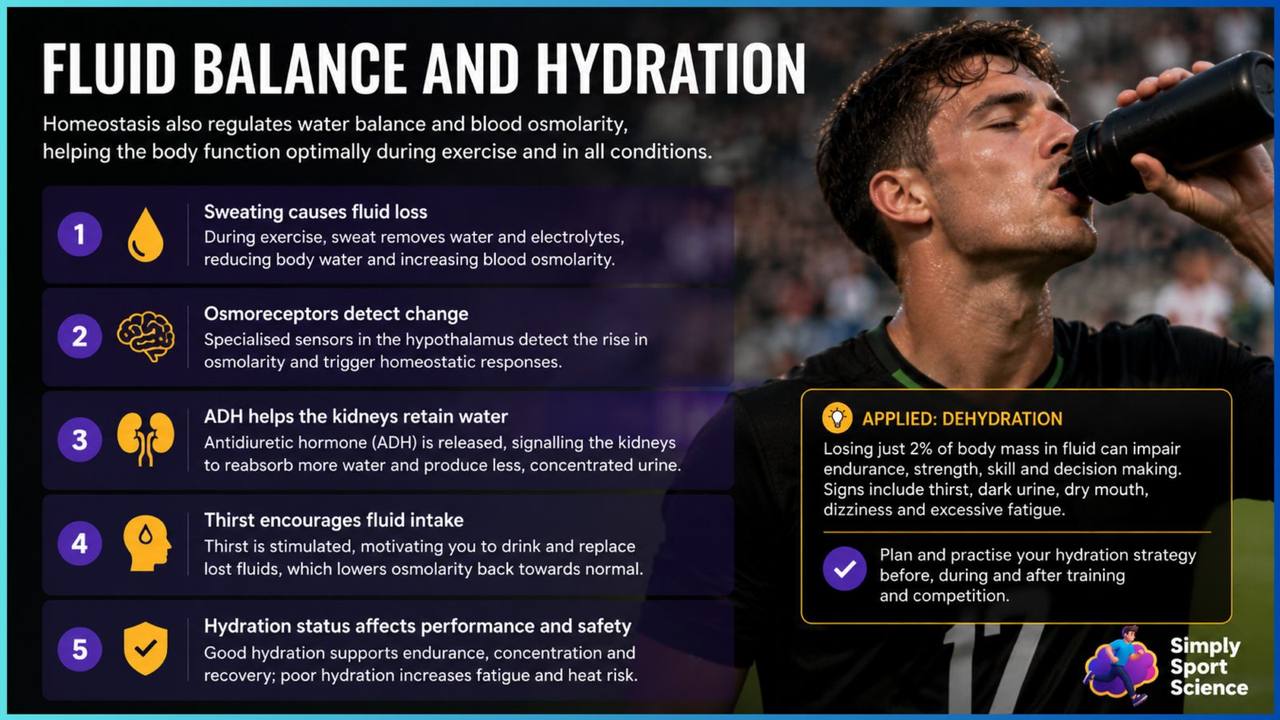 FLUID BALANCE AND HYDRATION
Homeostasis also regulates water balance and blood osmolarity,
helping the body function optimally during exercise and in all conditions.
1
Sweating causes fluid loss
During exercise, sweat removes water and electrolytes,
reducing body water and increasing blood osmolarity.
2
Osmoreceptors detect change
Specialised sensors in the hypothalamus detect the rise in
osmolarity and trigger homeostatic responses.
3
ADH helps the kidneys retain water
Antidiuretic hormone (ADH) is released, signalling the kidneys
to reabsorb more water and produce less, concentrated urine.
4
Thirst encourages fluid intake
Thirst is stimulated, motivating you to drink and replace
lost fluids, which lowers osmolarity back towards normal.
5
Hydration status affects performance and safety
Good hydration supports endurance, concentration and
recovery; poor hydration increases fatigue and heat risk.
APPLIED: DEHYDRATION
Losing just 2% of body mass in fluid can impair
endurance, strength, skill and decision making.
Signs include thirst, dark urine, dry mouth,
dizziness and excessive fatigue.
Plan and practise your hydration strategy
before, during and after training
and competition.
17
Simply
Sport
Science